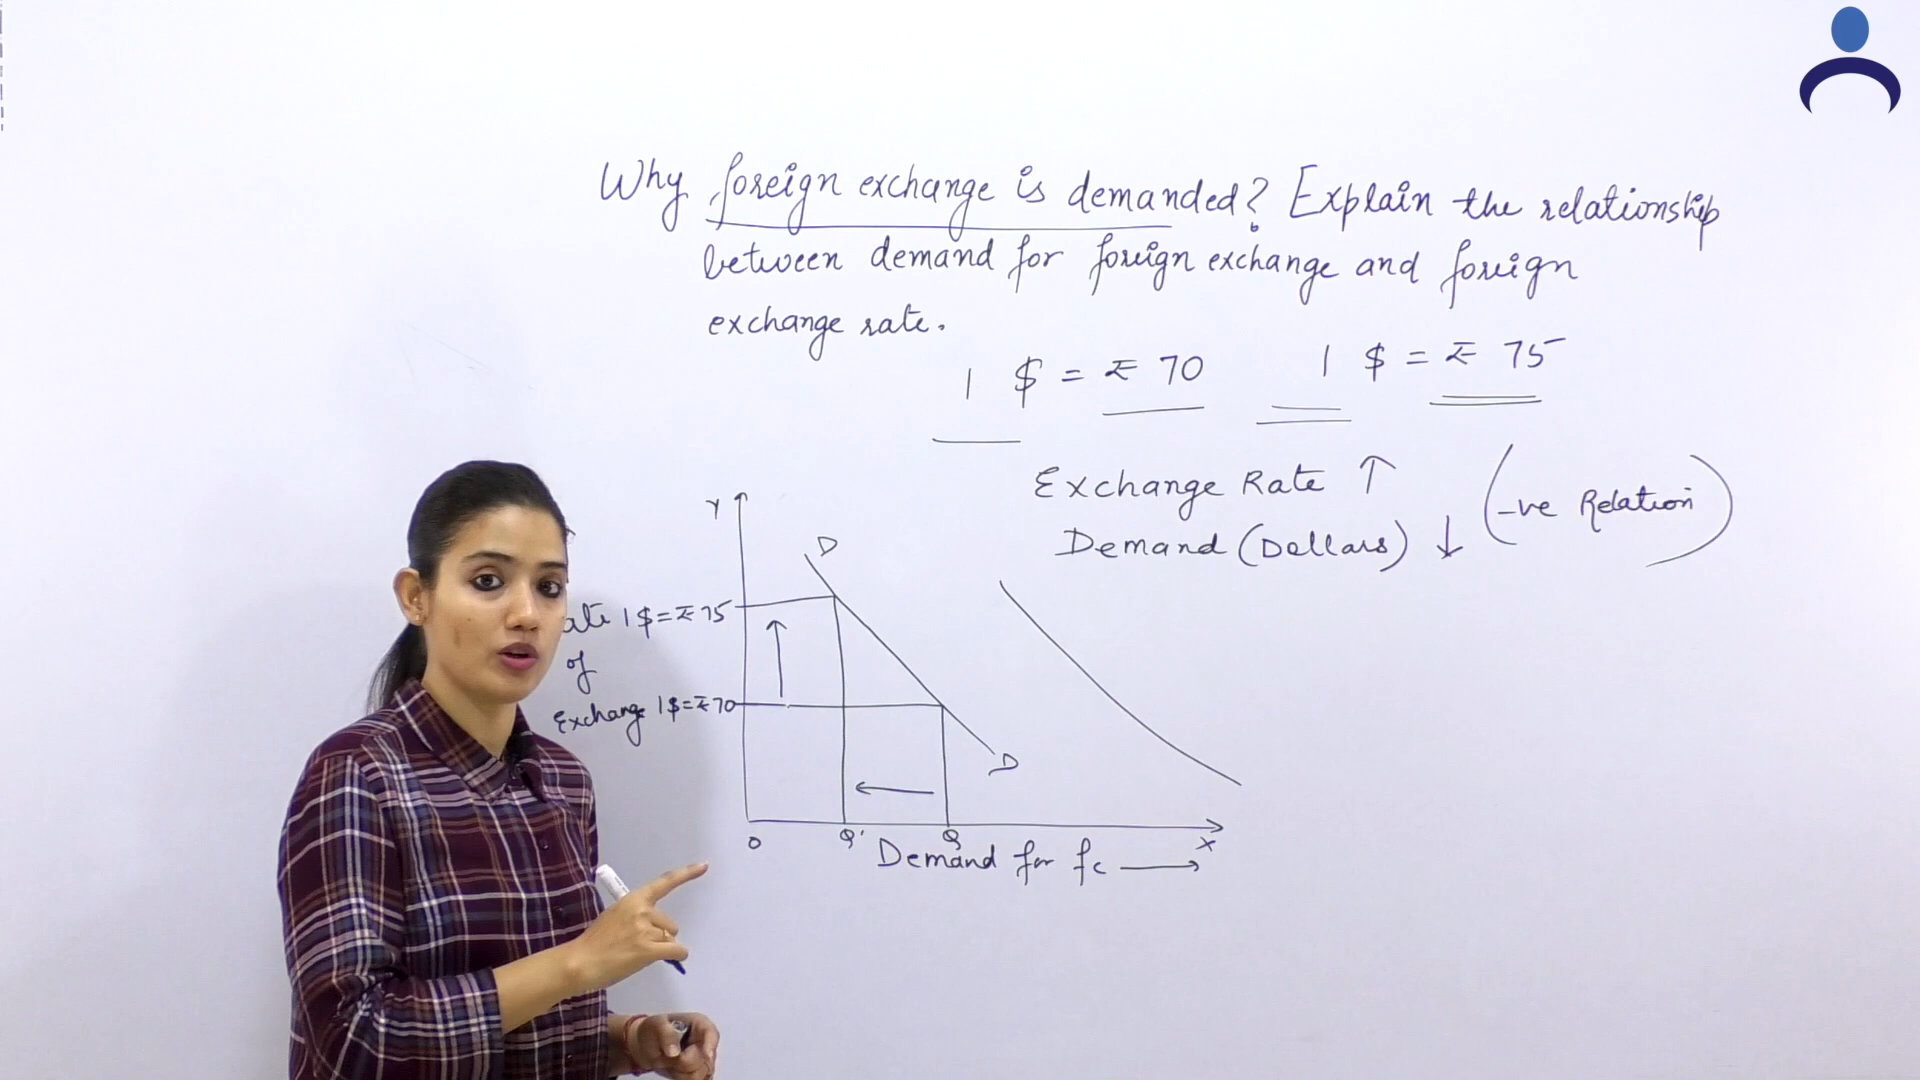 Why foreign exchange is demanded? Explain the relationship
between demand for foreign exchange and foreign
exchange rate.
1 $ = ₹ 70 1 $ = ₹ 75
Exchange Rate ↑
Demand (Dollars) ↓
(-ve Relation)
Y
D
1$=₹75
of
Exchange 1$=₹70
D
O Q' Q X
Demand for fc →